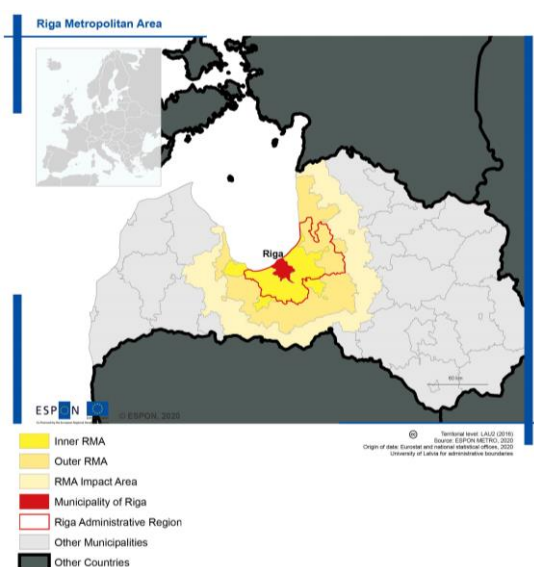 Riga Metropolitan Area
Riga
60 km
ESPON
© ESPON, 2020
Territorial level: LAU2 (2016)
Source: ESPON METRO, 2020
Origin of data: Eurostat and national statistical offices, 2020
University of Latvia for administrative boundaries
Inner RMA
Outer RMA
RMA Impact Area
Municipality of Riga
Riga Administrative Region
Other Municipalities
Other Countries